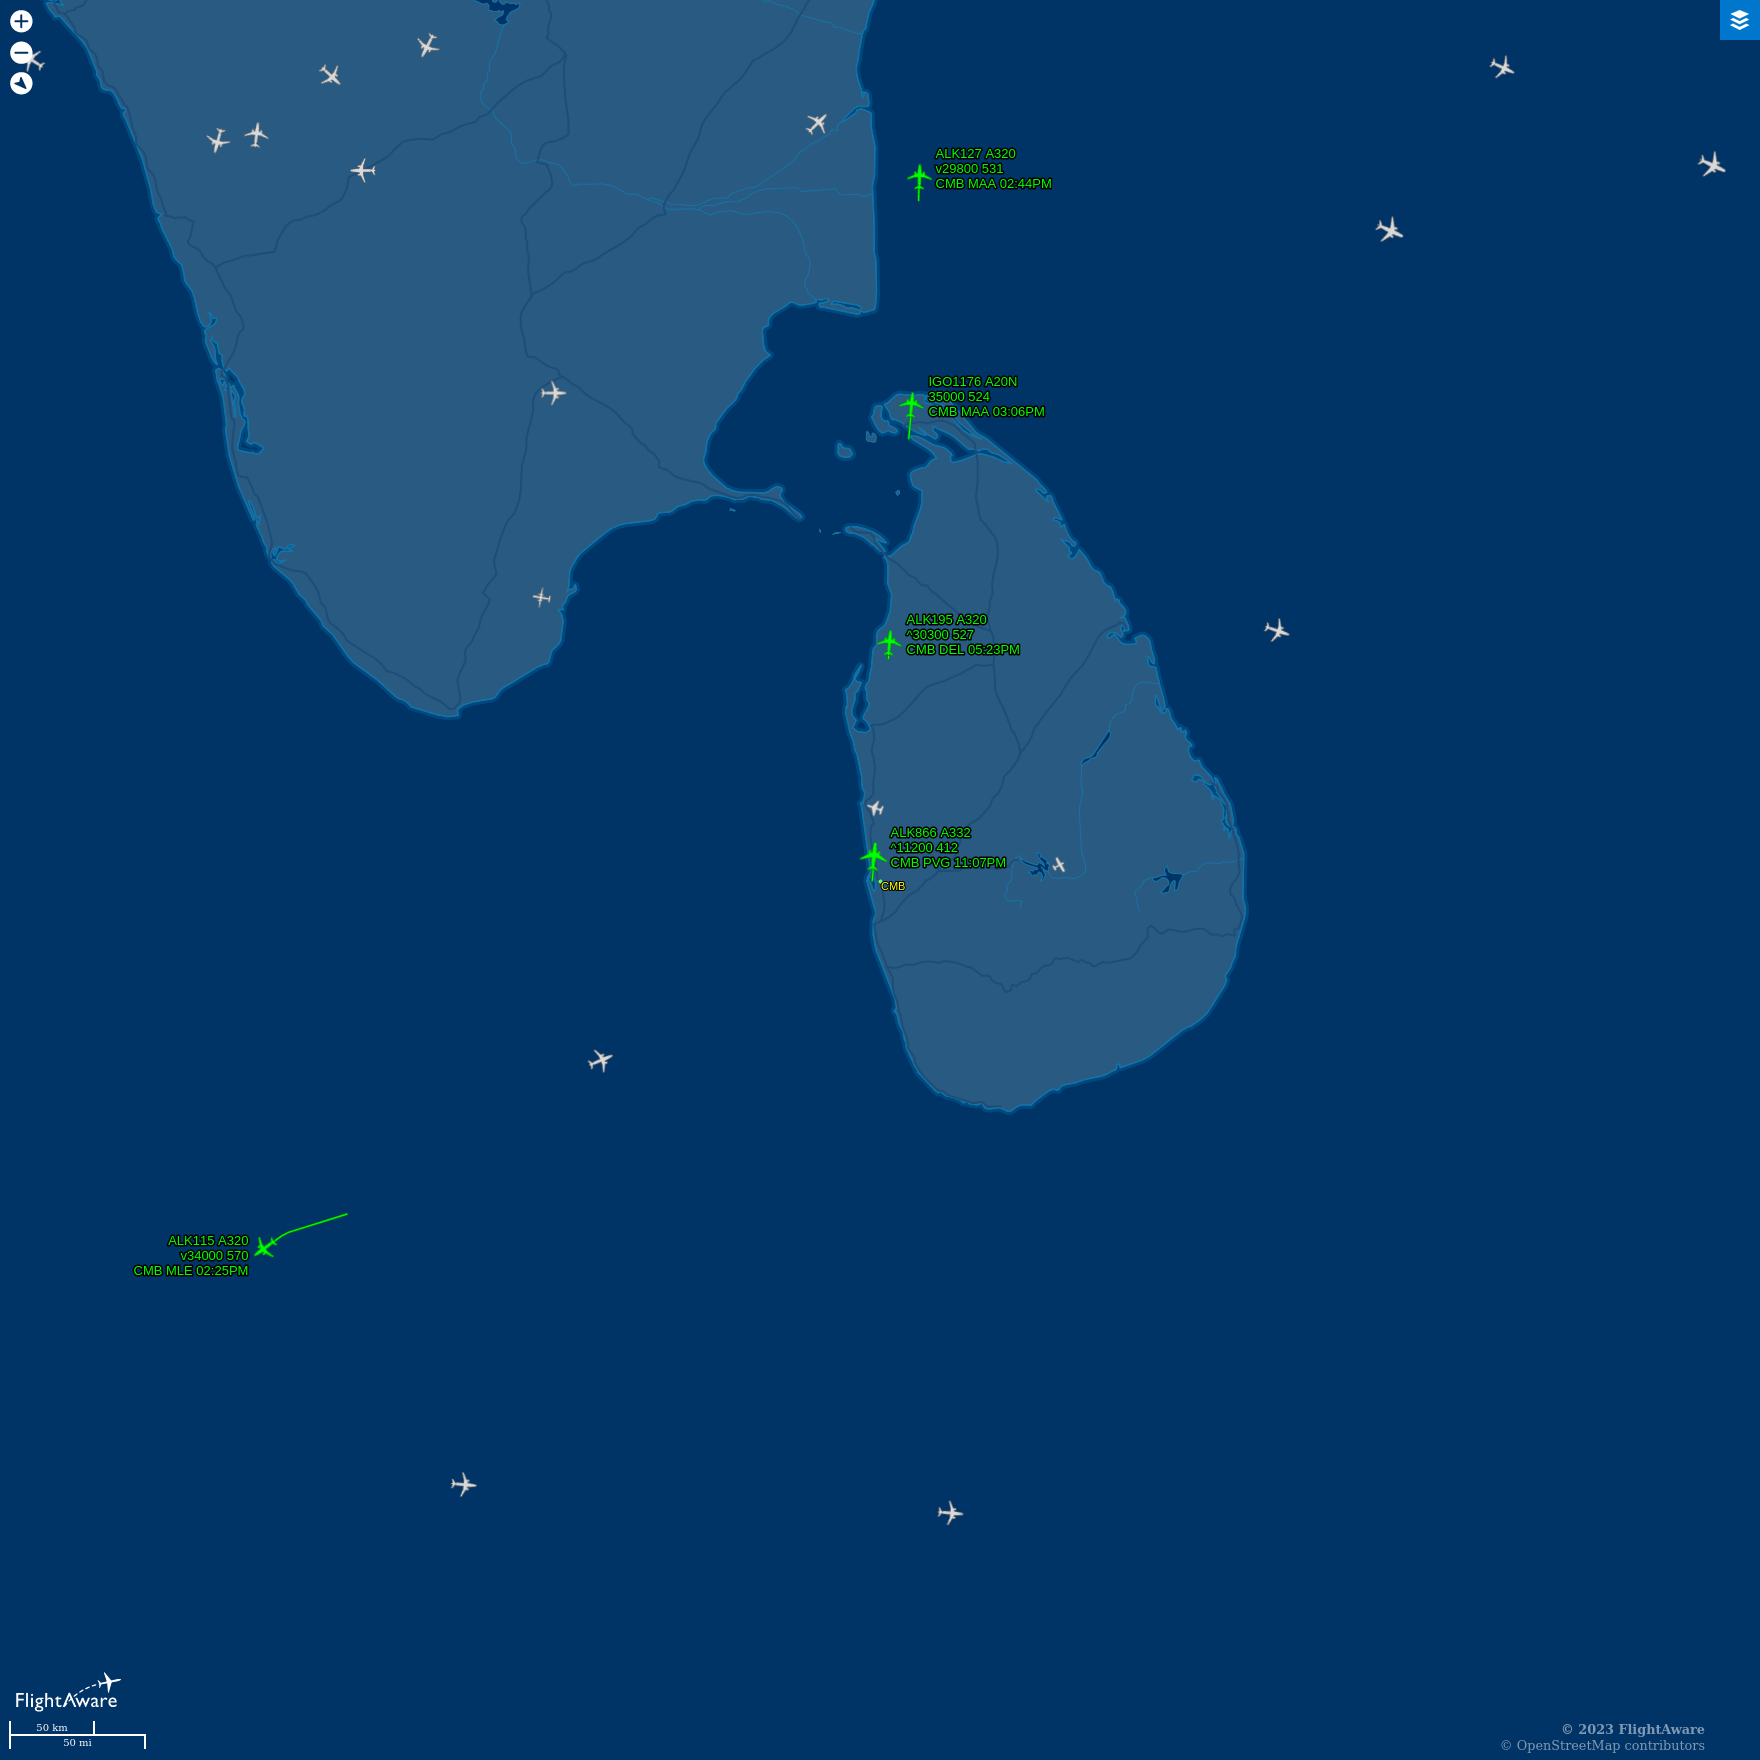 ALK127 A320
v29800 531
CMB MAA 02:44PM
IGO1176 A20N
35000 524
CMB MAA 03:06PM
ALK195 A320
^30300 527
CMB DEL 05:23PM
ALK866 A332
^11200 412
CMB PVG 11:07PM
CMB
ALK115 A320
v34000 570
CMB MLE 02:25PM
FlightAware
50 km
50 mi
© 2023 FlightAware
© OpenStreetMap contributors